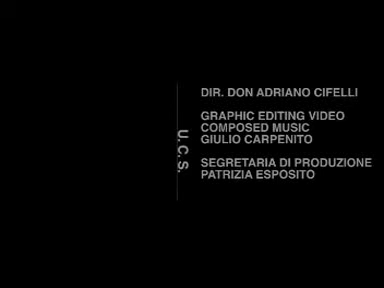 U.C.S.
DIR. DON ADRIANO CIFELLI
GRAPHIC EDITING VIDEO
COMPOSED MUSIC
GIULIO CARPENITO
SEGRETARIA DI PRODUZIONE
PATRIZIA ESPOSITO